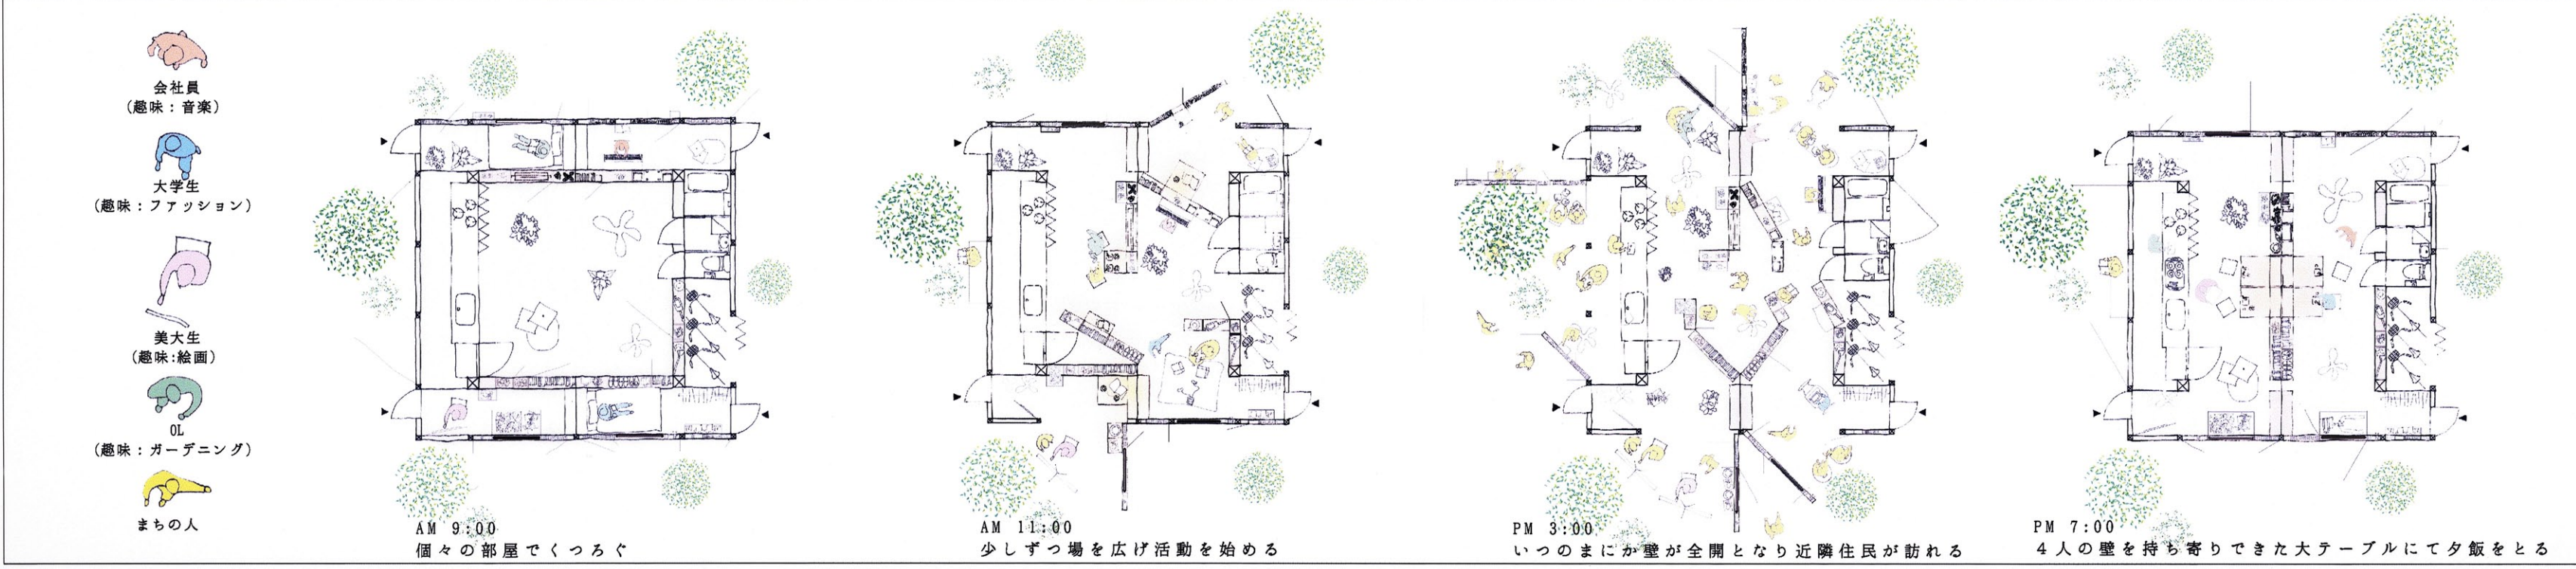 会社員
(趣味：音楽)
大学生
(趣味：ファッション)
美大生
(趣味:絵画)
OL
(趣味：ガーデニング)
まちの人
AM 9:00
個々の部屋でくつろぐ
AM 11:00
少しずつ場を広げ活動を始める
PM 3:00
いつのまにか壁が全開となり近隣住民が訪れる
PM 7:00
４人の壁を持ち寄りできた大テーブルにて夕飯をとる